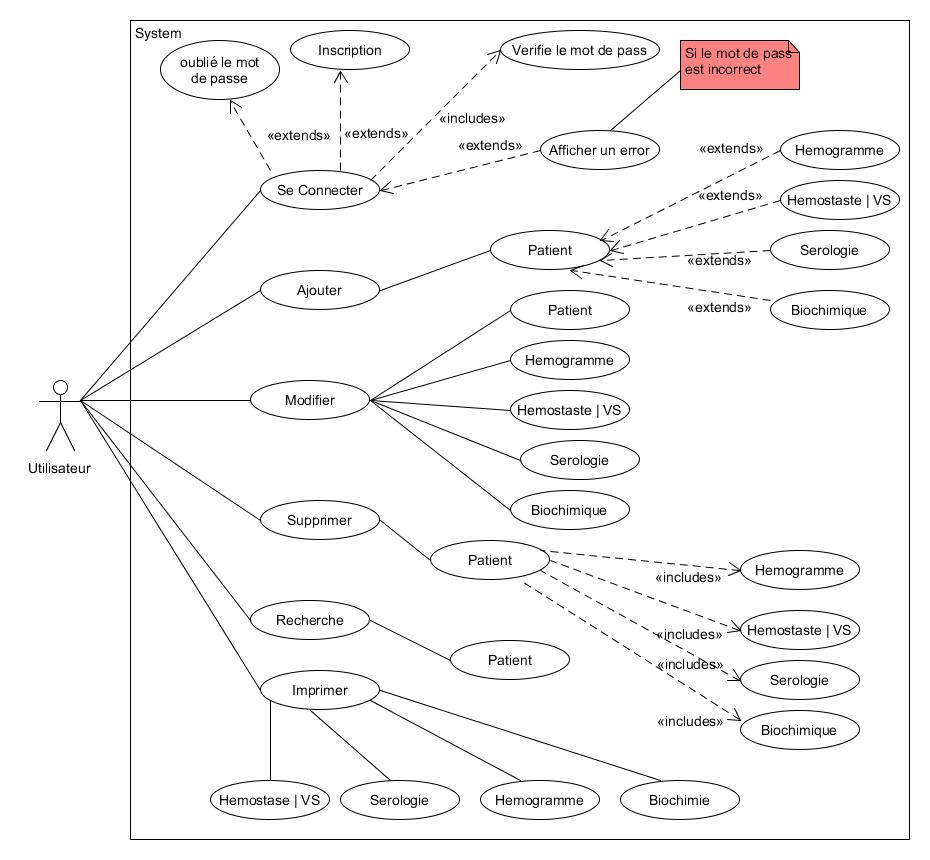 System
oublié le mot
de passe
Inscription
Verifie le mot de pass
Si le mot de pass
est incorrect
«extends»
«extends»
«includes»
«extends»
Afficher un error
Se Connecter
«extends»
Hemogramme
«extends»
Hemostaste | VS
Patient
«extends»
Serologie
«extends»
Biochimique
Ajouter
Patient
Hemogramme
Modifier
Hemostaste | VS
Serologie
Biochimique
Utilisateur
Supprimer
Patient
«includes»
Hemogramme
«includes»
Hemostaste | VS
«includes»
Serologie
«includes»
Biochimique
Recherche
Patient
Imprimer
Hemostase | VS
Serologie
Hemogramme
Biochimie